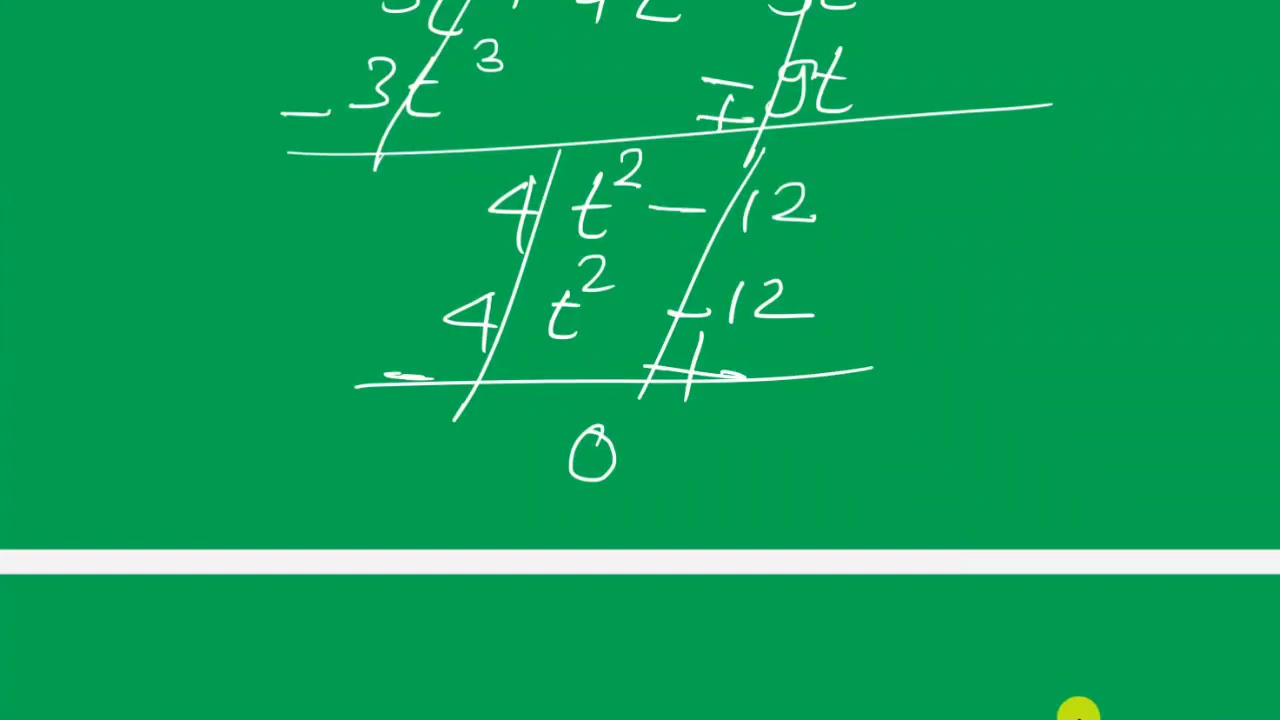 - 3t³ ∓ 9t
4t² - 12
4t² - 12
- +
0